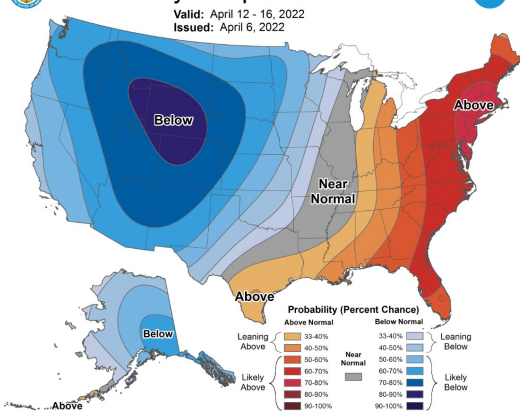 Valid: April 12 - 16, 2022
Issued: April 6, 2022
Below
Above
Near
Normal
Above
Below
Above
Probability (Percent Chance)
Above Normal
Below Normal
Leaning
Above
Likely
Above
33-40%
40-50%
50-60%
60-70%
70-80%
80-90%
90-100%
Near
Normal
33-40%
40-50%
50-60%
60-70%
70-80%
80-90%
90-100%
Leaning
Below
Likely
Below